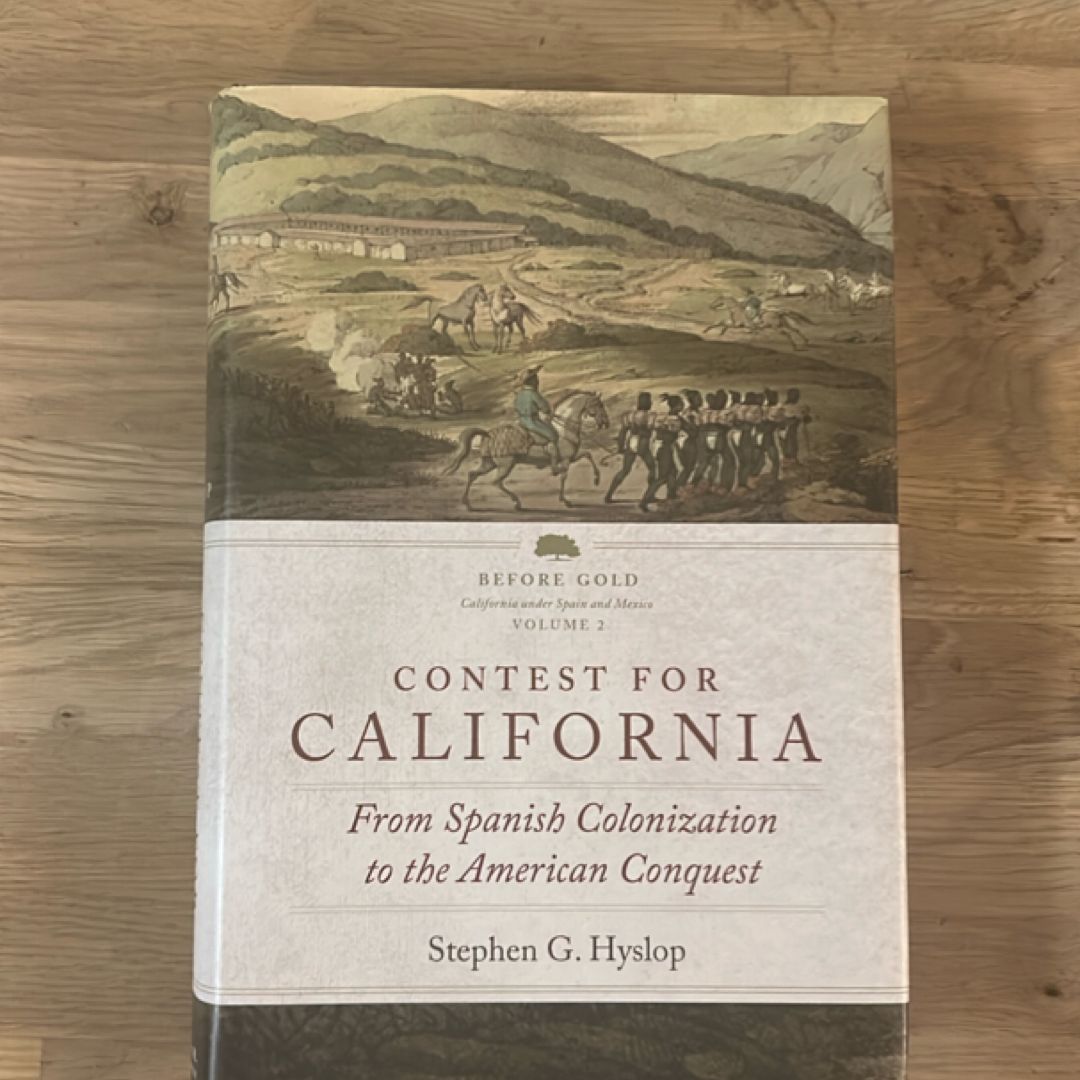 BEFORE GOLD
California under Spain and Mexico
VOLUME 2
CONTEST FOR
CALIFORNIA
From Spanish Colonization
to the American Conquest
Stephen G. Hyslop